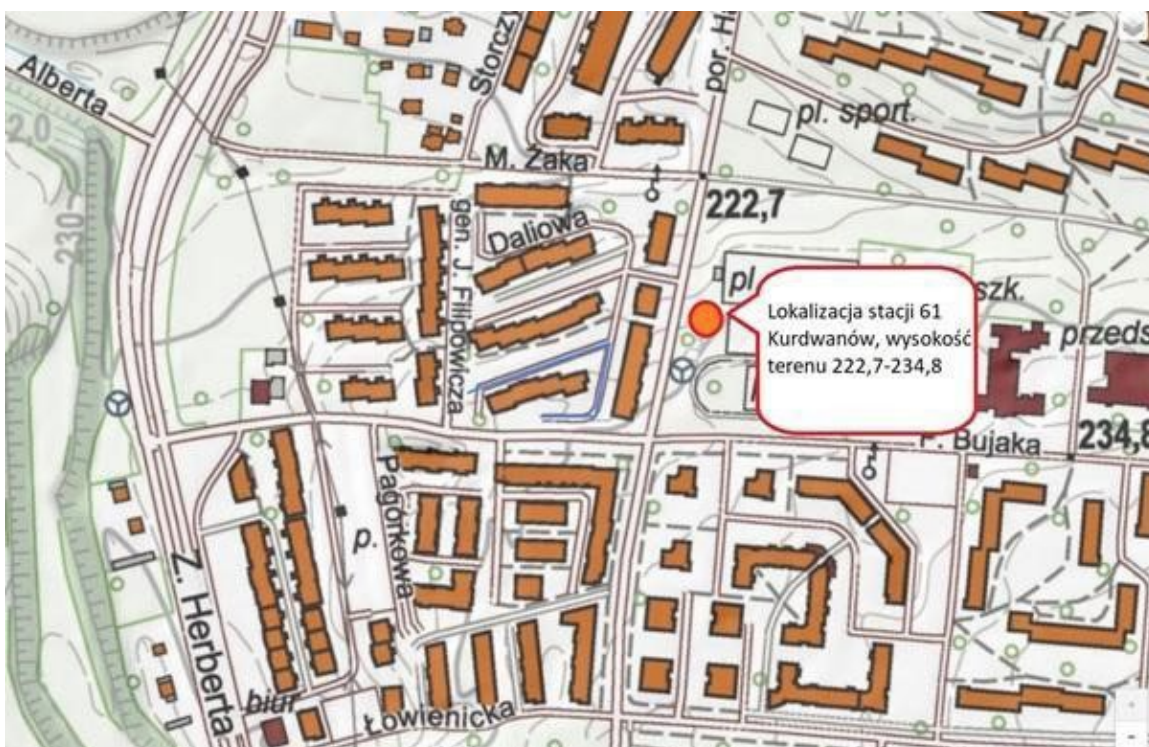 Alberta
Storczy
por. Ha
pl. sport.
M. Żaka
2,0
230
222,7
gen. J. Filipowicza
Daliowa
pl
szk.
Lokalizacja stacji 61
Kurdwanów, wysokość
terenu 222,7-234,8
przeds
F. Bujaka
234,8
Pagórkowa
p.
Z. Herberta
biur
Łowienicka